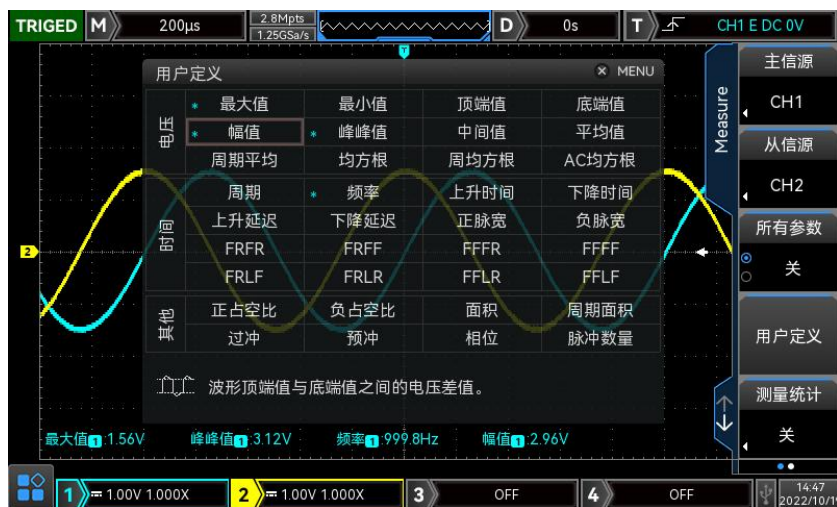 TRIGED M 200μs 2.8Mpts D 0s T CH1 E DC 0V
1.25GSa/s
T
用户定义 × MENU
电压
* 最大值 最小值 顶端值 底端值
* 幅值 * 峰峰值 中间值 平均值
周期平均 均方根 周均方根 AC均方根
时间
周期 * 频率 上升时间 下降时间
上升延迟 下降延迟 正脉宽 负脉宽
FRFR FRFF FFFR FFFF
FRLF FRLR FFLR FFLF
其他
正占空比 负占空比 面积 周期面积
过冲 预冲 相位 脉冲数量
波形顶端值与底端值之间的电压差值。
2
最大值1:1.56V 峰峰值1:3.12V 频率1:999.8Hz 幅值1:2.96V
Measure
主信源
CH1
从信源
CH2
所有参数
关
用户定义
测量统计
关
1 1.00V 1.000X 2 1.00V 1.000X 3 OFF 4 OFF 14:47
2022/10/19